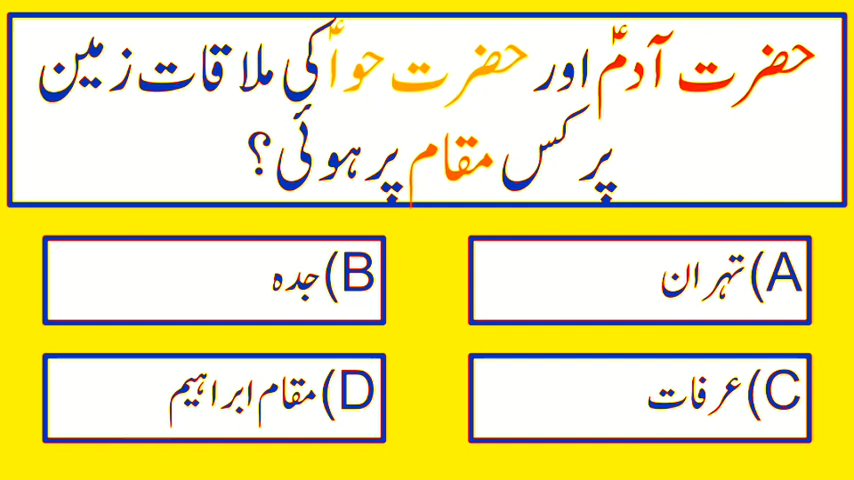 حضرت آدمؑ اور حضرت حواؑ کی ملاقات زمین
پر کس مقام پر ہوئی؟
A) تہران
B) جدہ
C) عرفات
D) مقام ابراہیم